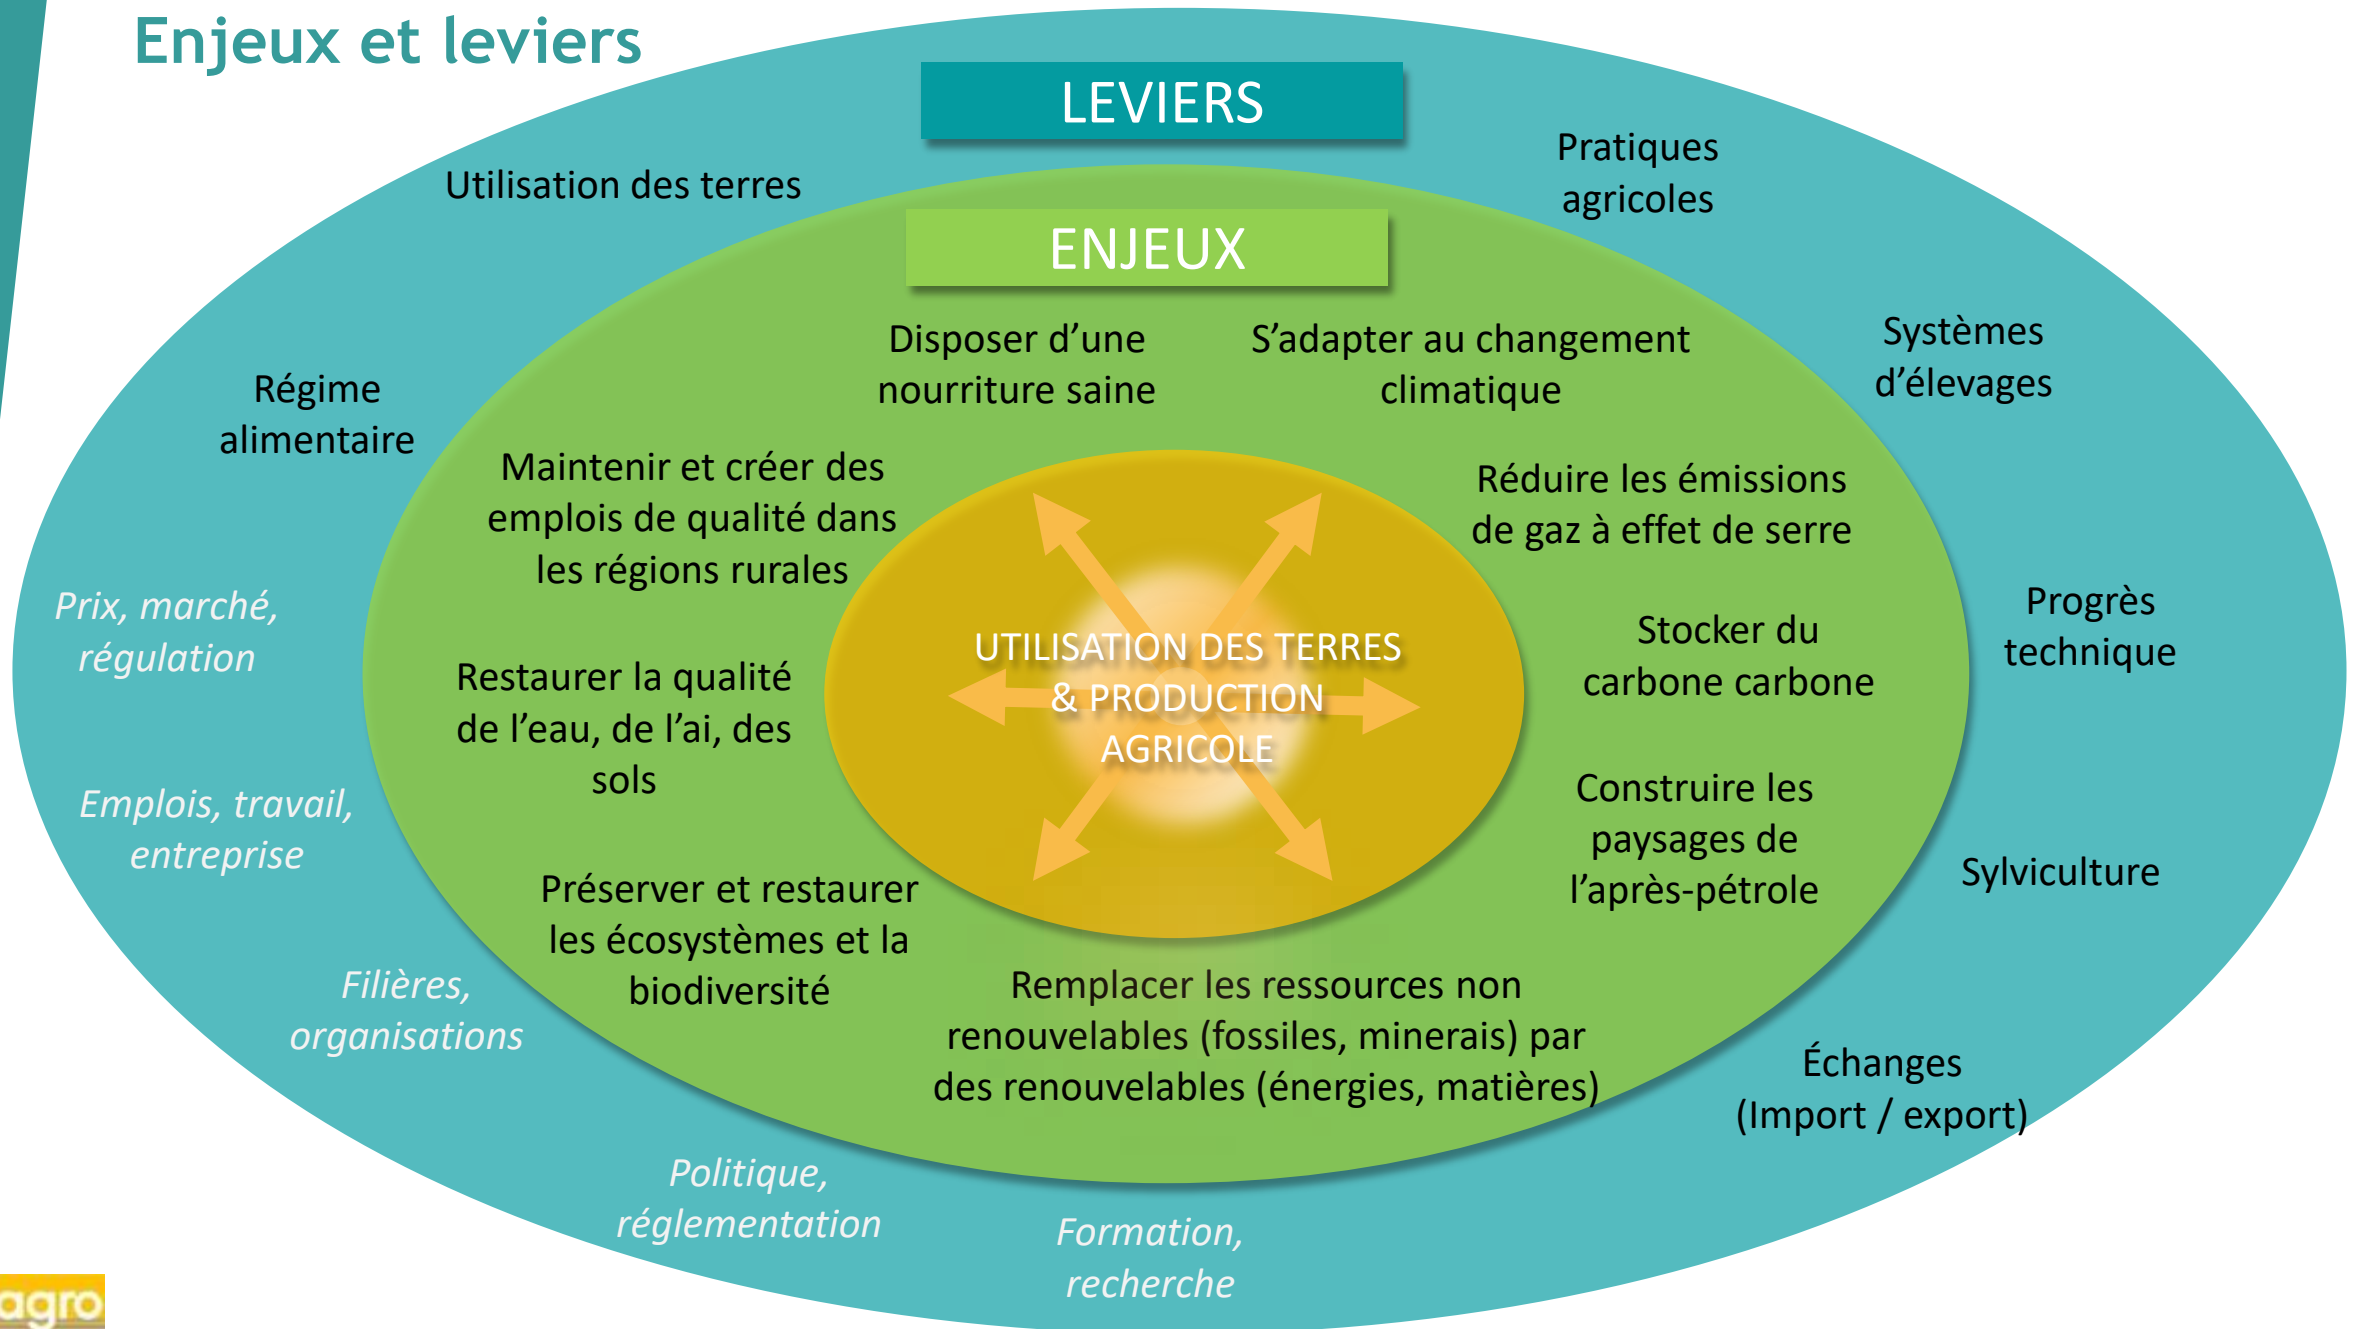 Enjeux et leviers
LEVIERS
Utilisation des terres
Pratiques
agricoles
ENJEUX
Systèmes
d’élevages
Disposer d’une
nourriture saine
S’adapter au changement
climatique
Régime
alimentaire
Maintenir et créer des
emplois de qualité dans
les régions rurales
Réduire les émissions
de gaz à effet de serre
Prix, marché,
régulation
Progrès
technique
UTILISATION DES TERRES
& PRODUCTION
AGRICOLE
Stocker du
carbone carbone
Restaurer la qualité
de l’eau, de l’ai, des
sols
Construire les
paysages de
l’après-pétrole
Emplois, travail,
entreprise
Sylviculture
Préserver et restaurer
les écosystèmes et la
biodiversité
Filières,
organisations
Remplacer les ressources non
renouvelables (fossiles, minerais) par
des renouvelables (énergies, matières)
Échanges
(Import / export)
Politique,
réglementation
Formation,
recherche
agro